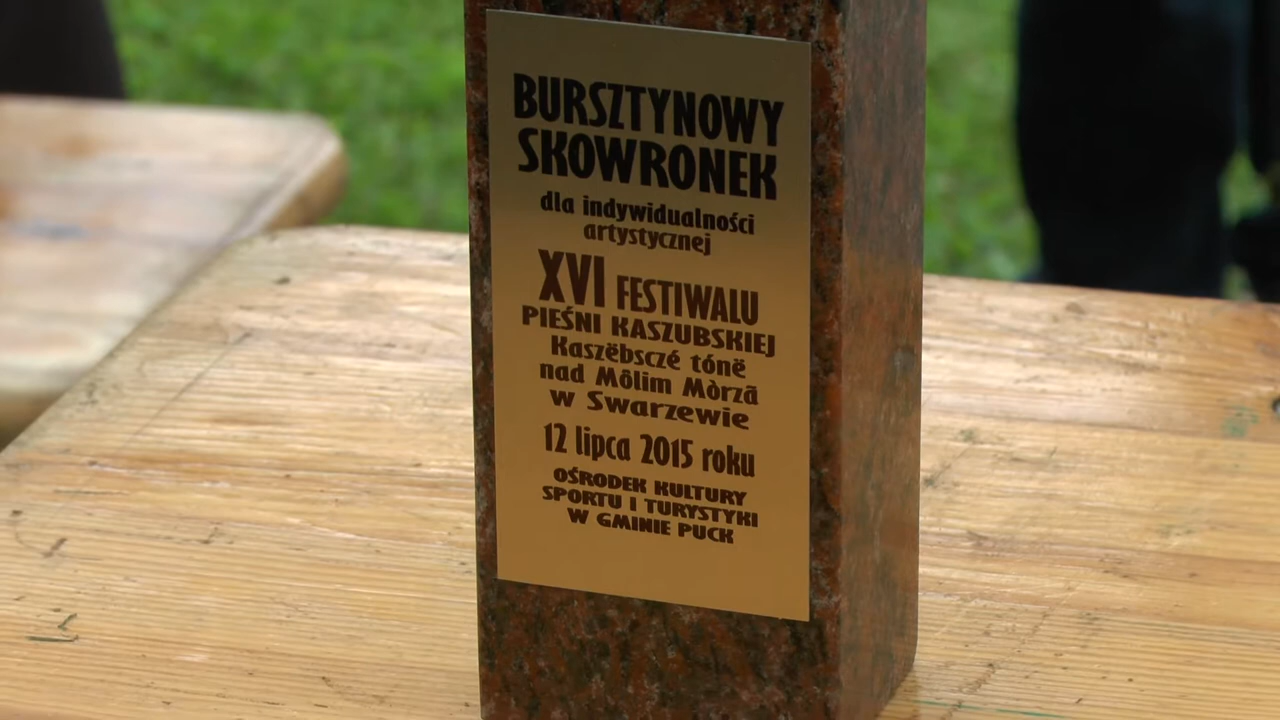 BURSZTYNOWY
SKOWRONEK
dla indywidualności
artystycznej
XVI FESTIWALU
PIEŚNI KASZUBSKIEJ
Kaszëbsczé tónë
nad Môlim Mòrzã
w Swarzewie
12 lipca 2015 roku
OŚRODEK KULTURY
SPORTU I TURYSTYKI
W GMINIE PUCK